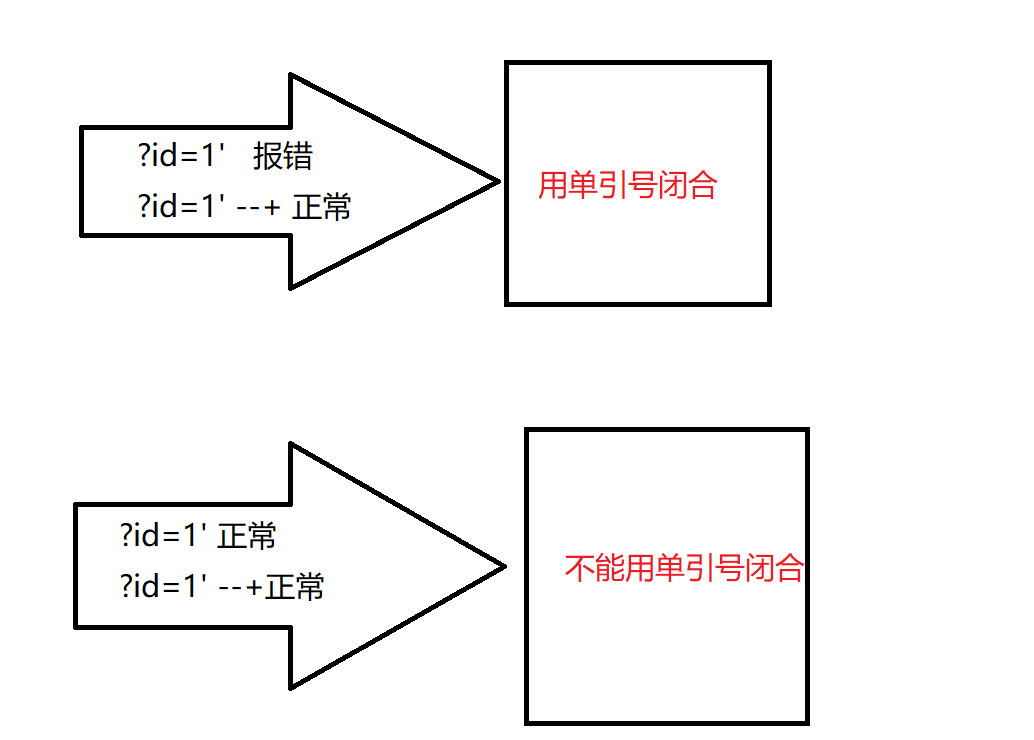 ?id=1' 报错
?id=1' --+ 正常
用单引号闭合
?id=1' 正常
?id=1' --+正常
不能用单引号闭合